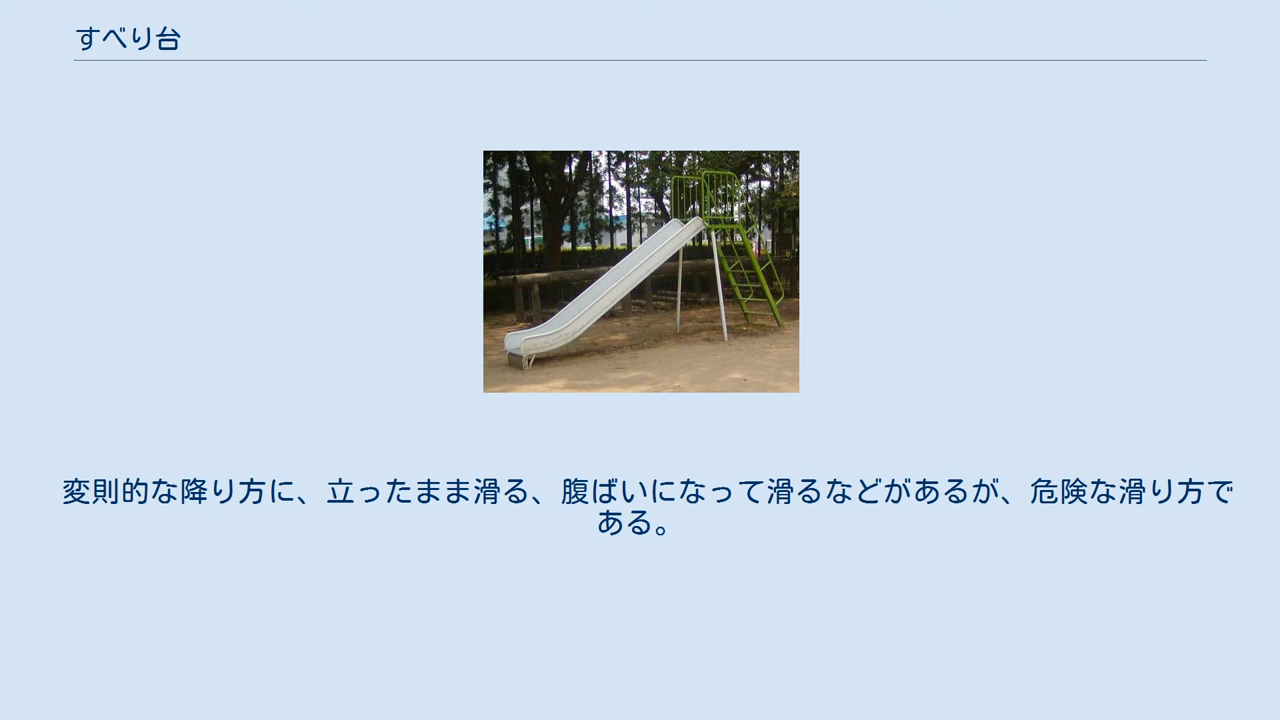 すべり台
変則的な降り方に、立ったまま滑る、腹ばいになって滑るなどがあるが、危険な滑り方で
ある。